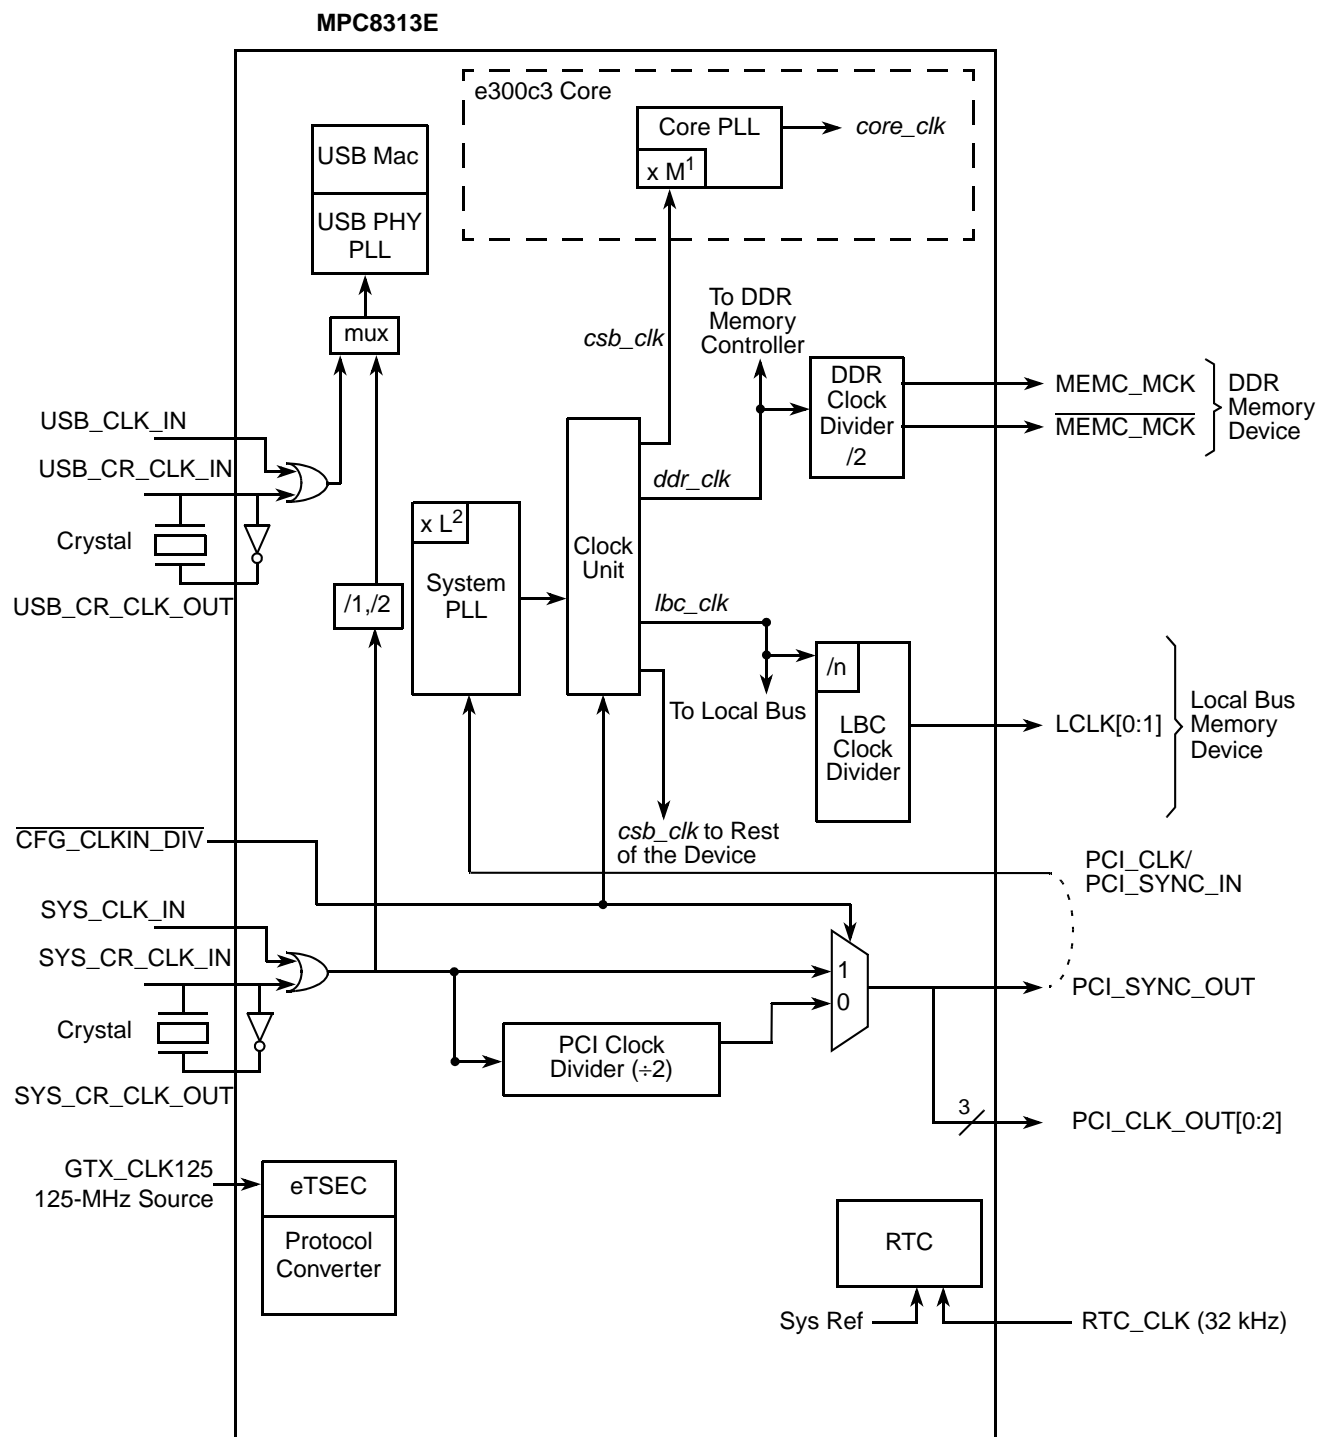 MPC8313E
e300c3 Core
Core PLL
x M1
core_clk
USB Mac
USB PHY
PLL
mux
csb_clk
To DDR
Memory
Controller
DDR
Clock
Divider
/2
MEMC_MCK
MEMC_MCK
DDR
Memory
Device
USB_CLK_IN
USB_CR_CLK_IN
Crystal
USB_CR_CLK_OUT
/1,/2
x L2
System
PLL
Clock
Unit
ddr_clk
lbc_clk
To Local Bus
/n
LBC
Clock
Divider
LCLK[0:1]
Local Bus
Memory
Device
csb_clk to Rest
of the Device
CFG_CLKIN_DIV
PCI_CLK/
PCI_SYNC_IN
SYS_CLK_IN
SYS_CR_CLK_IN
Crystal
SYS_CR_CLK_OUT
1
0
PCI Clock
Divider (÷2)
PCI_SYNC_OUT
3
PCI_CLK_OUT[0:2]
GTX_CLK125
125-MHz Source
eTSEC
Protocol
Converter
RTC
Sys Ref
RTC_CLK (32 kHz)